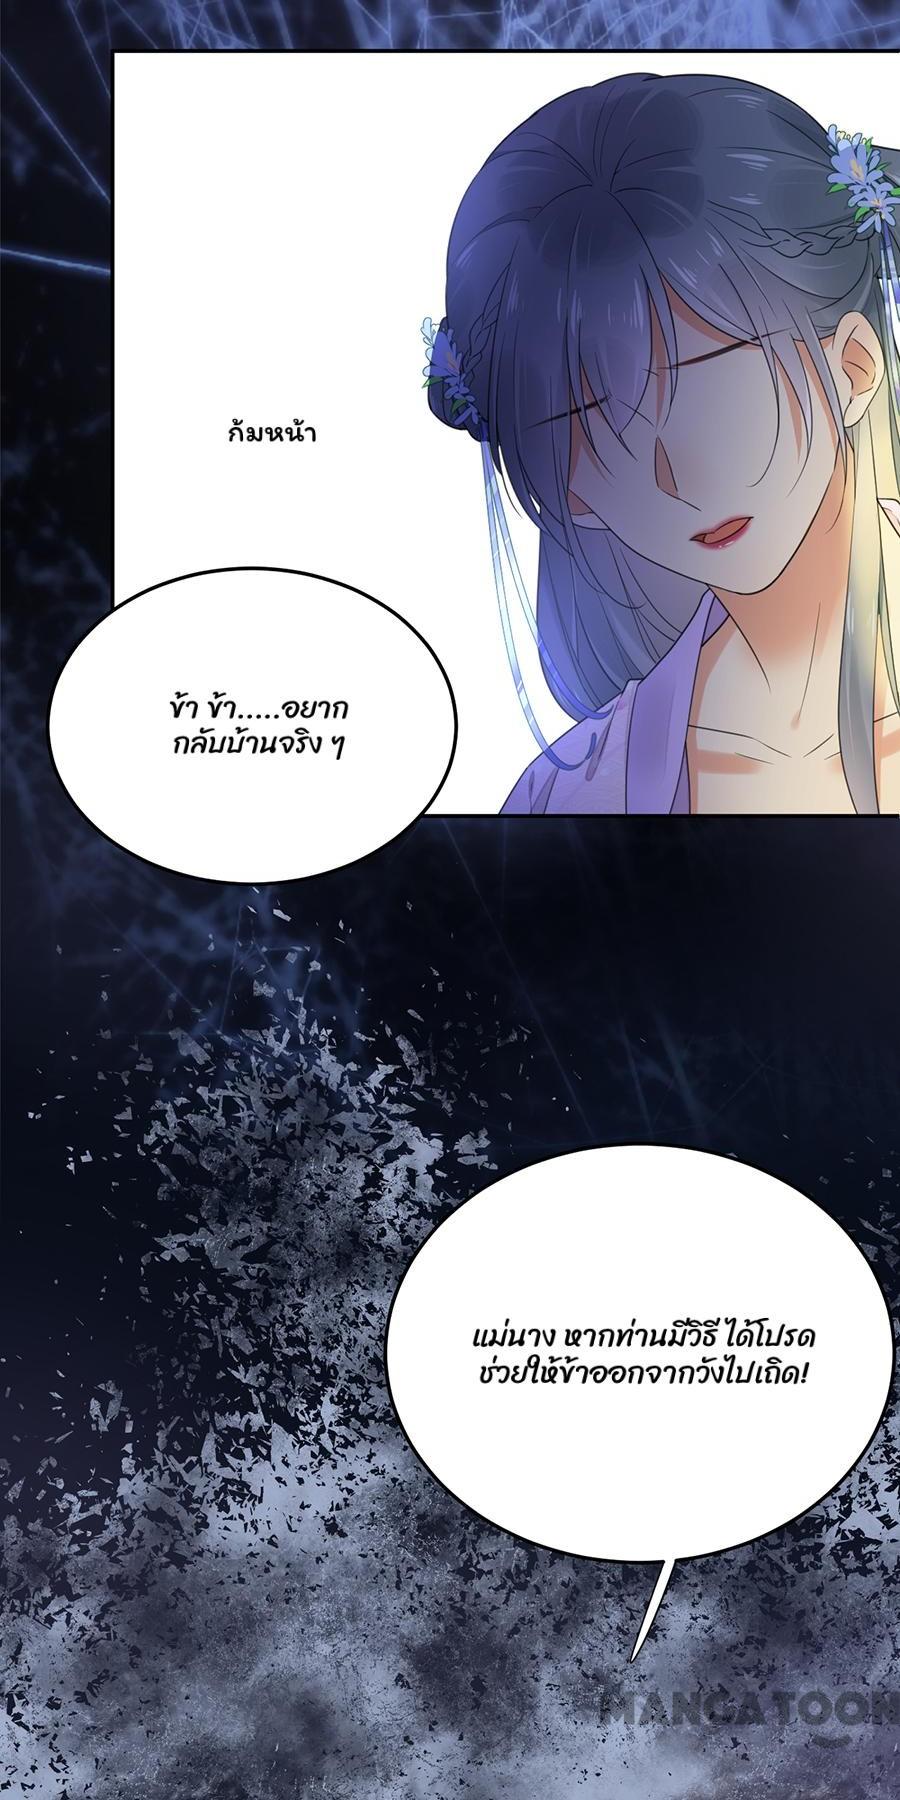 ก้มหน้า
ข้า ข้า.....อยาก
กลับบ้านจริง ๆ
แม่นาง หากท่านมีวิธี ได้โปรด
ช่วยให้ข้าออกจากวังไปเถิด!
MANGATOON